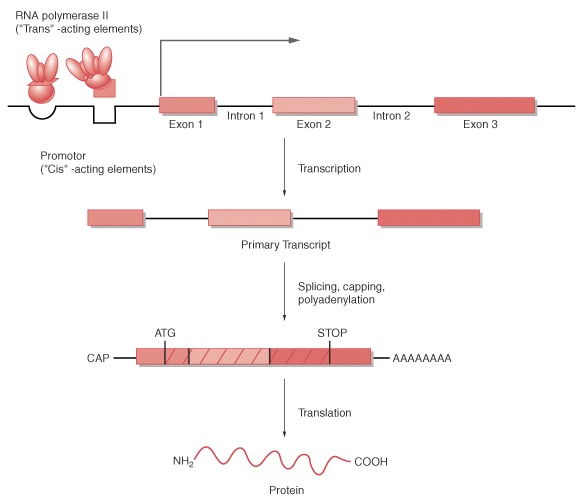 RNA polymerase II
("Trans" -acting elements)
Exon 1
Intron 1
Exon 2
Intron 2
Exon 3
Promotor
("Cis" -acting elements)
Transcription
Primary Transcript
Splicing, capping,
polyadenylation
ATG
STOP
CAP
AAAAAAAA
Translation
NH2
COOH
Protein